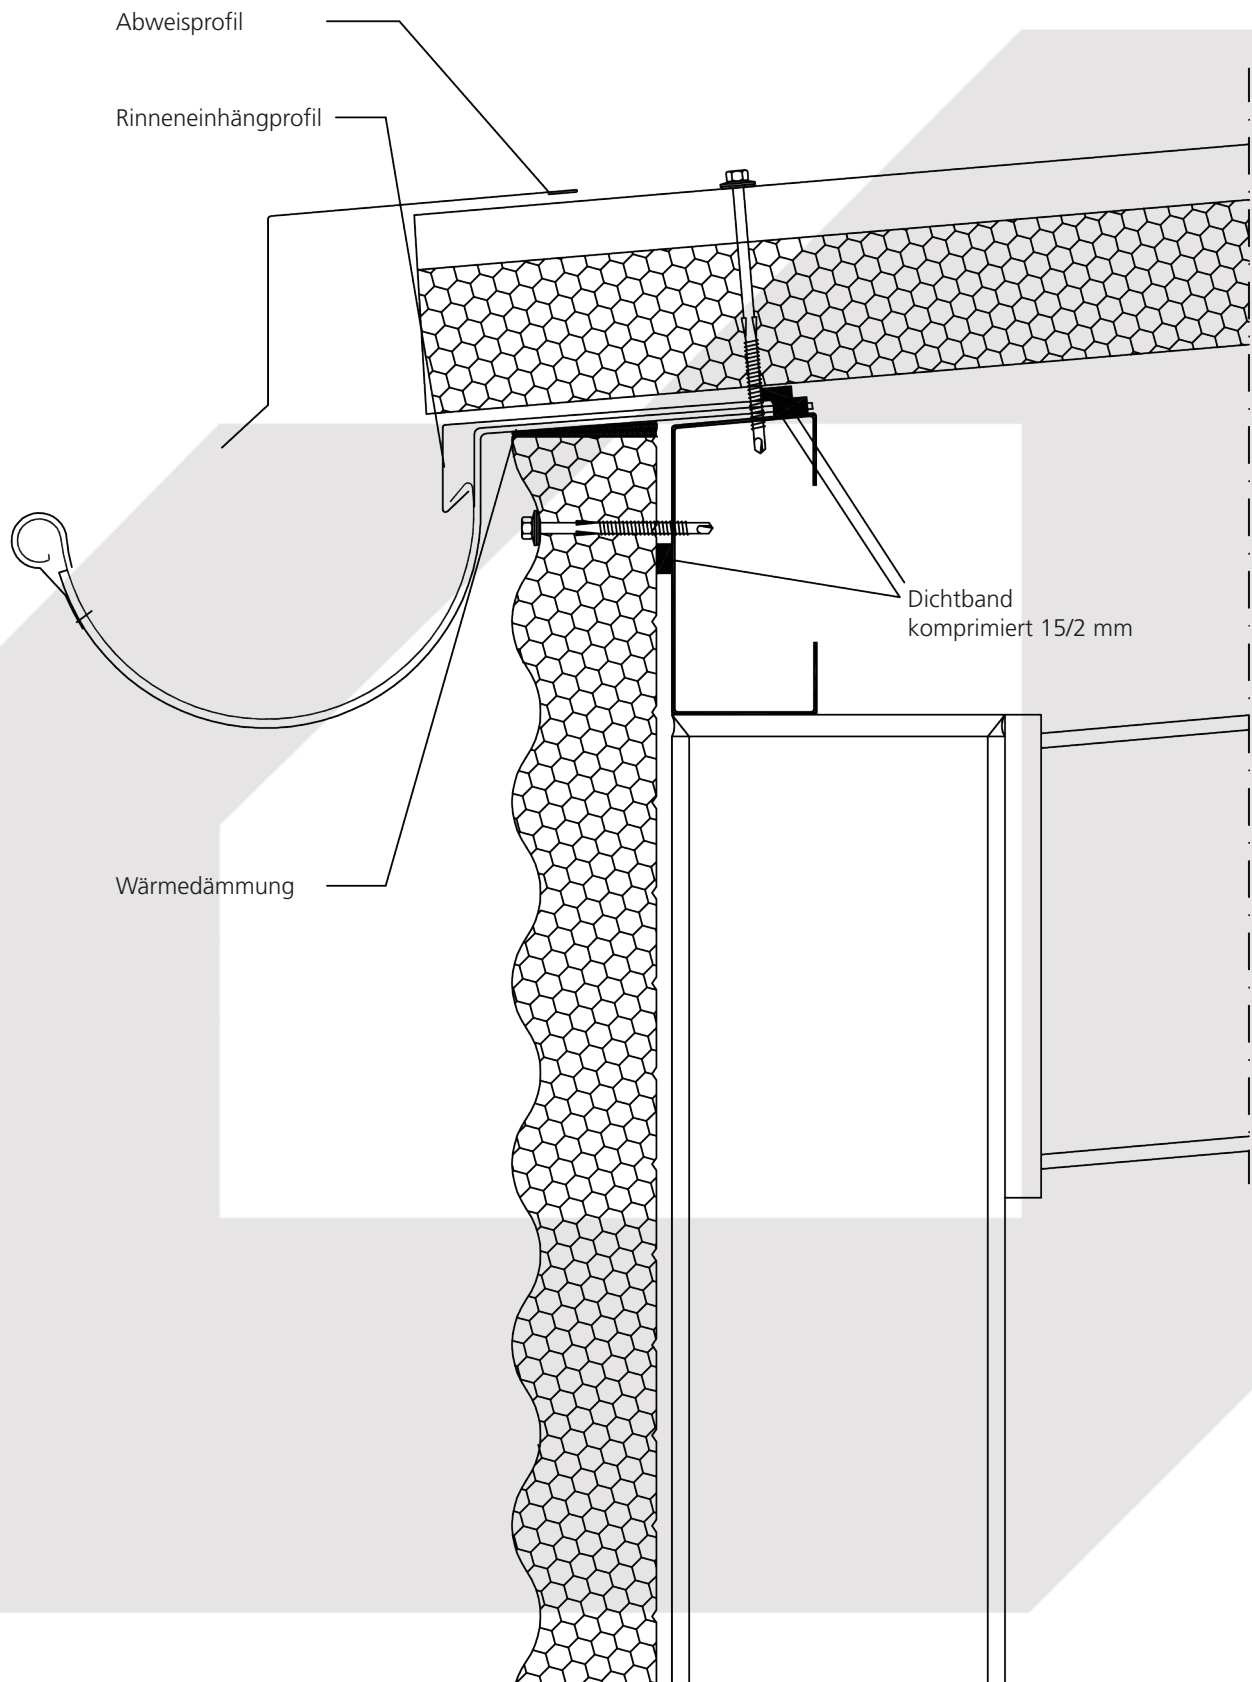 Abweisprofil
Rinneneinhängprofil
Dichtband
komprimiert 15/2 mm
Wärmedämmung